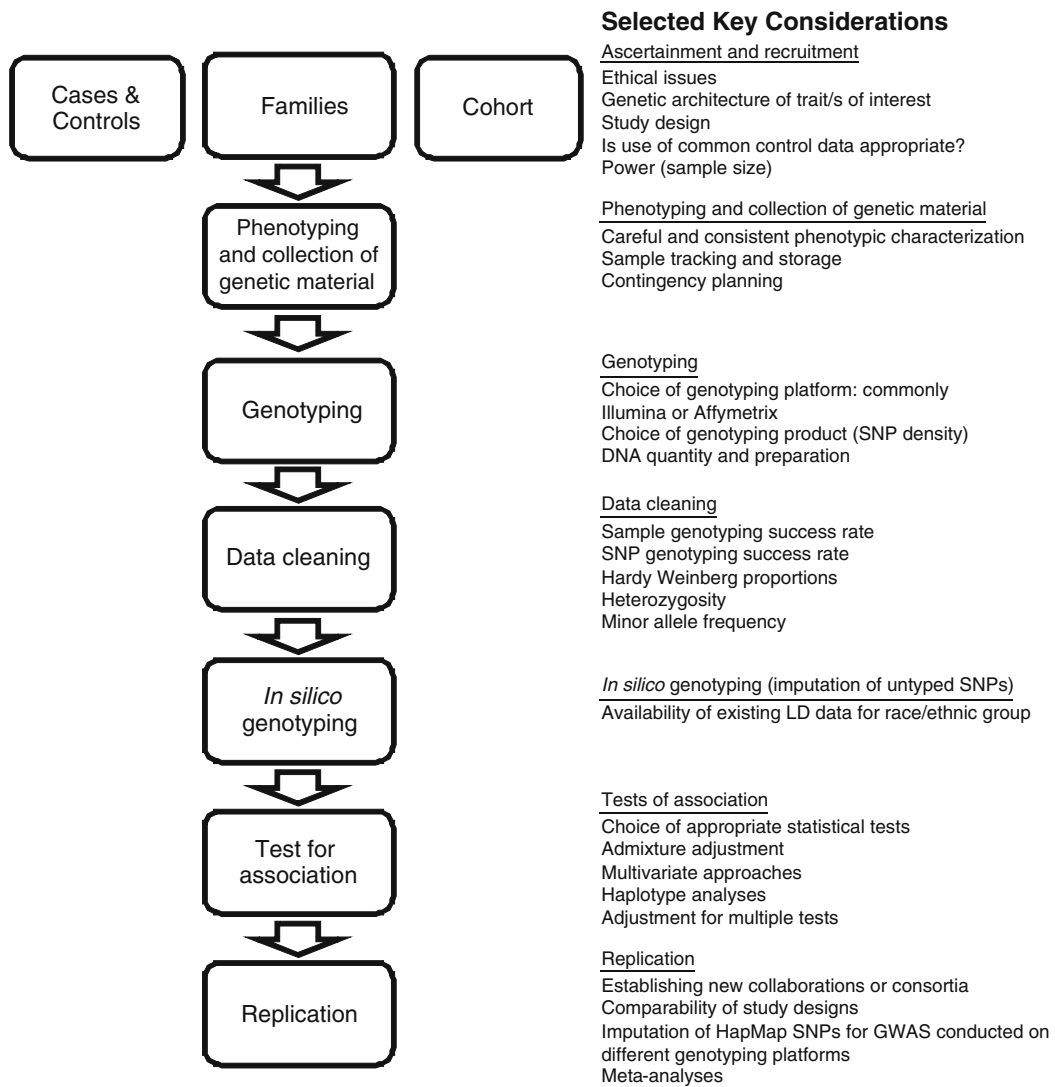 Selected Key Considerations
Cases &
Controls
Families
Cohort
Ascertainment and recruitment
Ethical issues
Genetic architecture of trait/s of interest
Study design
Is use of common control data appropriate?
Power (sample size)
Phenotyping
and collection of
genetic material
Phenotyping and collection of genetic material
Careful and consistent phenotypic characterization
Sample tracking and storage
Contingency planning
Genotyping
Genotyping
Choice of genotyping platform: commonly
Illumina or Affymetrix
Choice of genotyping product (SNP density)
DNA quantity and preparation
Data cleaning
Data cleaning
Sample genotyping success rate
SNP genotyping success rate
Hardy Weinberg proportions
Heterozygosity
Minor allele frequency
In silico
genotyping
In silico genotyping (imputation of untyped SNPs)
Availability of existing LD data for race/ethnic group
Test for
association
Tests of association
Choice of appropriate statistical tests
Admixture adjustment
Multivariate approaches
Haplotype analyses
Adjustment for multiple tests
Replication
Replication
Establishing new collaborations or consortia
Comparability of study designs
Imputation of HapMap SNPs for GWAS conducted on
different genotyping platforms
Meta-analyses